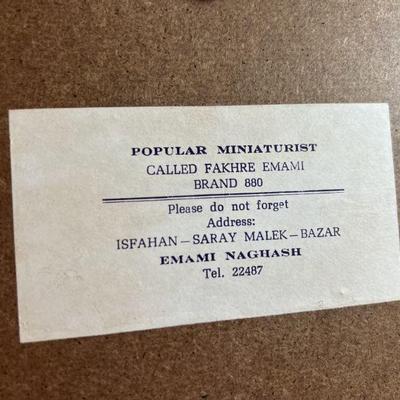 POPULAR MINIATURIST
CALLED FAKHRE EMAMI
BRAND 880
Please do not forget
Address:
ISFAHAN – SARAY MALEK – BAZAR
EMAMI NAGHASH
Tel. 22487